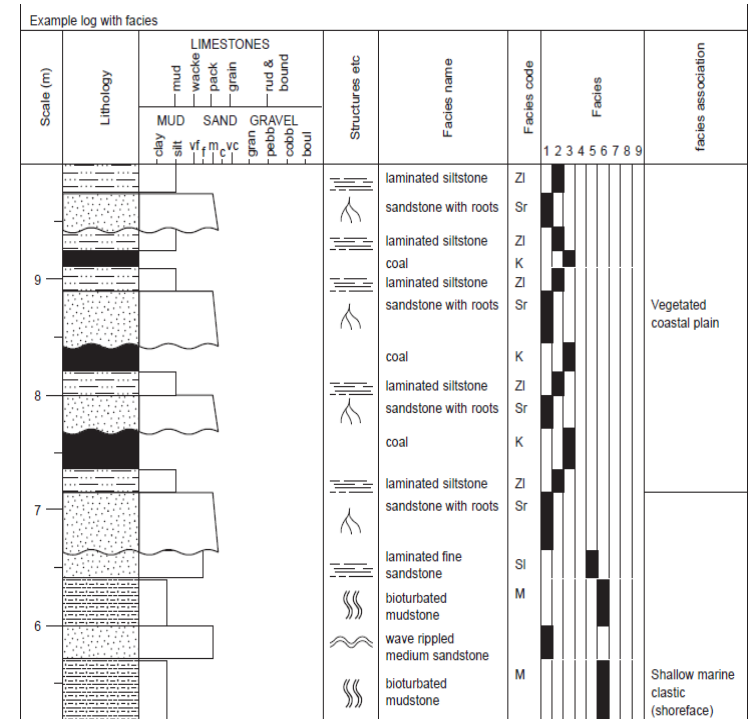 Example log with facies
Scale (m)
Lithology
LIMESTONES
mud
wacke
pack
grain
rud &
bound
MUD SAND GRAVEL
clay
silt
vf
f
m
c
vc
gran
pebb
cobb
boul
Structures etc
Facies name
Facies code
Facies
1 2 3 4 5 6 7 8 9
facies association
laminated siltstone Zl
sandstone with roots Sr
laminated siltstone Zl
coal K
9
laminated siltstone Zl
sandstone with roots Sr
Vegetated
coastal plain
coal K
laminated siltstone Zl
8
sandstone with roots Sr
coal K
laminated siltstone Zl
sandstone with roots Sr
7
laminated fine
sandstone
Sl
bioturbated
mudstone
M
6
wave rippled
medium sandstone
bioturbated
mudstone
M
Shallow marine
clastic
(shoreface)